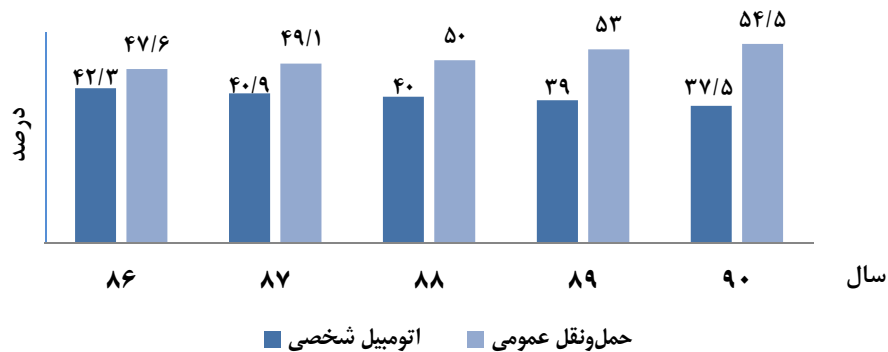 ۴۲/۳ ۴۷/۶ ۴۰/۹ ۴۹/۱ ۴۰ ۵۰ ۳۹ ۵۳ ۳۷/۵ ۵۴/۵
درصد
۸۶ ۸۷ ۸۸ ۸۹ ۹۰ سال
اتومبیل شخصی حمل‌ونقل عمومی